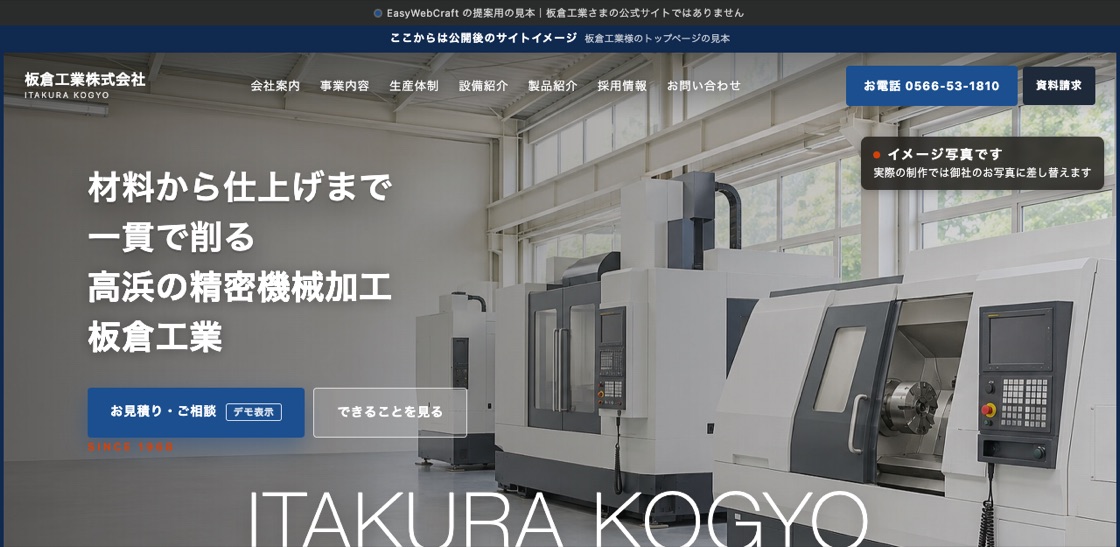 EasyWebCraft の提案用の見本｜板倉工業さまの公式サイトではありません
ここからは公開後のサイトイメージ 板倉工業様のトップページの見本
板倉工業株式会社
ITAKURA KOGYO
会社案内 事業内容 生産体制 設備紹介 製品紹介 採用情報 お問い合わせ
お電話 0566-53-1810
資料請求
イメージ写真です
実際の制作では御社のお写真に差し替えます
材料から仕上げまで
一貫で削る
高浜の精密機械加工
板倉工業
お見積り・ご相談 デモ表示
できることを見る
SINCE
ITAKURA KOGYO